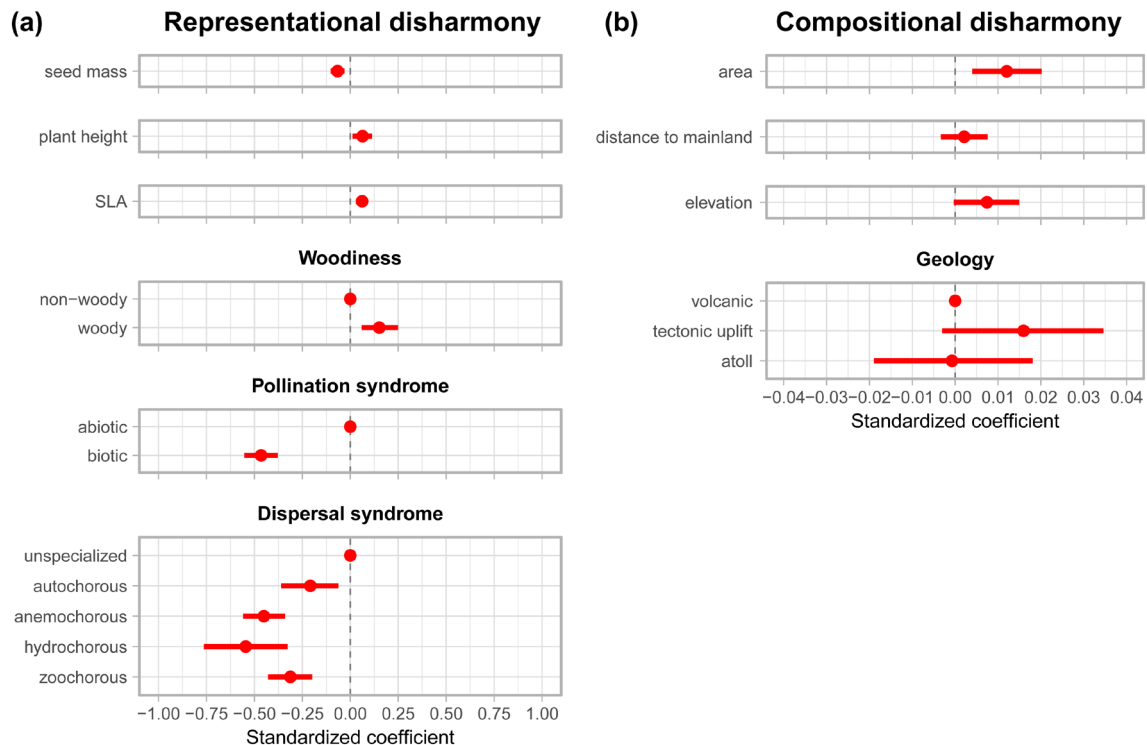 (a) Representational disharmony
seed mass
plant height
SLA
Woodiness
non−woody
woody
Pollination syndrome
abiotic
biotic
Dispersal syndrome
unspecialized
autochorous
anemochorous
hydrochorous
zoochorous
−1.00 −0.75 −0.50 −0.25 0.00 0.25 0.50 0.75 1.00
Standardized coefficient
(b) Compositional disharmony
area
distance to mainland
elevation
Geology
volcanic
tectonic uplift
atoll
−0.04 −0.03 −0.02 −0.01 0.00 0.01 0.02 0.03 0.04
Standardized coefficient